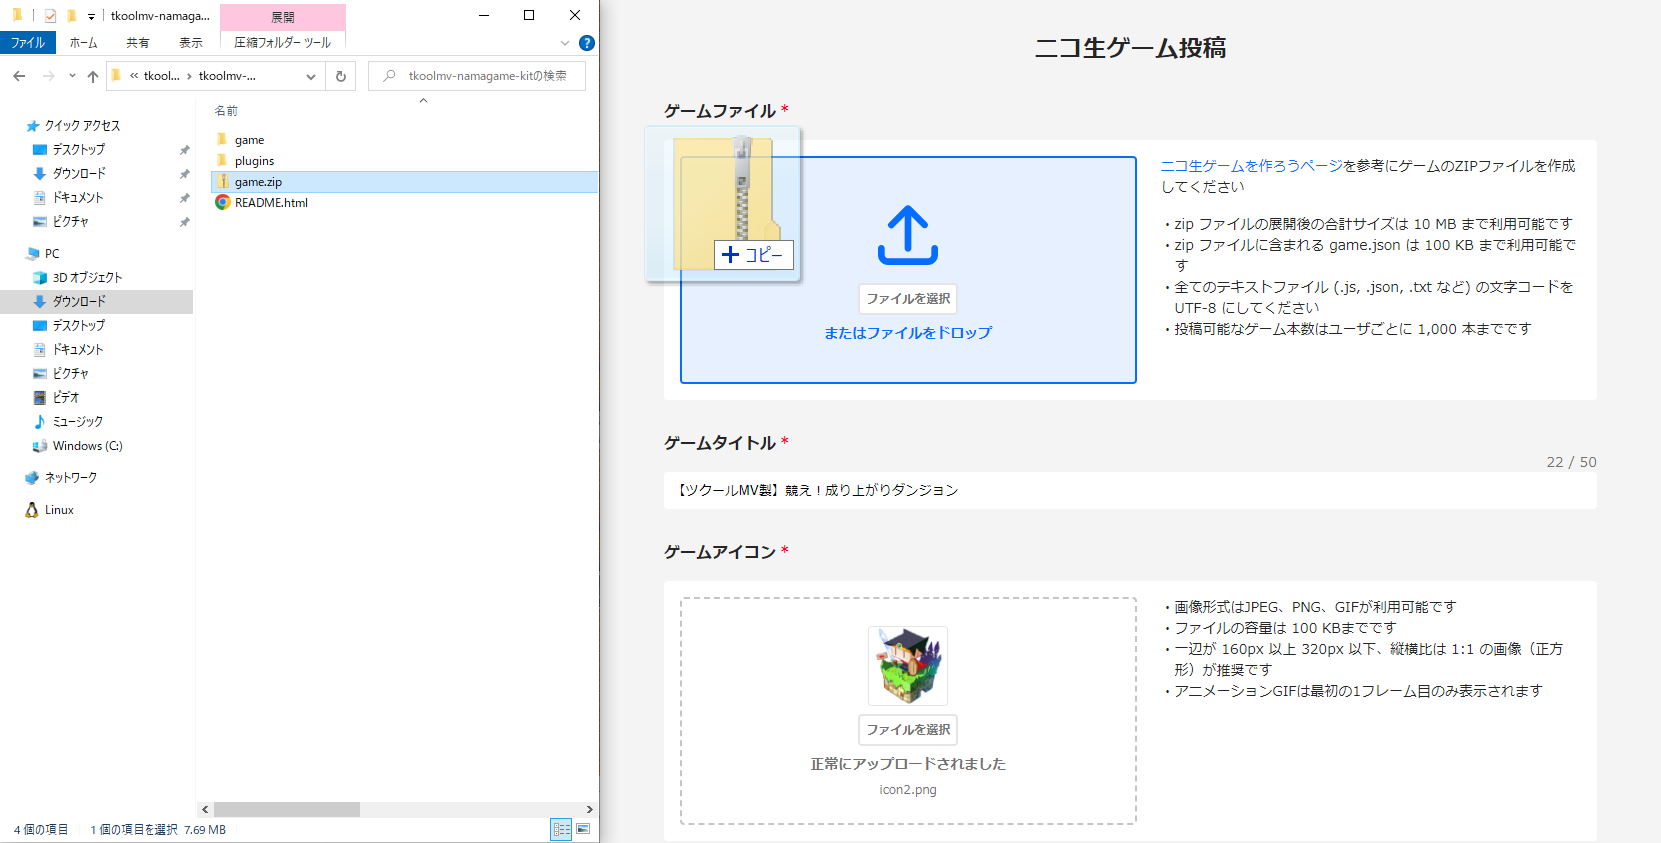 tkoolmv-namaga...
展開
ファイル
ホーム
共有
表示
圧縮フォルダー ツール
« tkool... › tkoolmv-...
tkoolmv-namagame-kitの検索
名前
クイック アクセス
デスクトップ
ダウンロード
ドキュメント
ピクチャ
PC
3D オブジェクト
ダウンロード
デスクトップ
ドキュメント
ピクチャ
ビデオ
ミュージック
Windows (C:)
ネットワーク
Linux
game
plugins
game.zip
README.html
4 個の項目
1 個の項目を選択 7.69 MB
ニコ生ゲーム投稿
ゲームファイル *
コピー
ファイルを選択
またはファイルをドロップ
ニコ生ゲームを作ろうページを参考にゲームのZIPファイルを作成
してください
・zip ファイルの展開後の合計サイズは 10 MB まで利用可能です
・zip ファイルに含まれる game.json は 100 KB まで利用可能で
す
・全てのテキストファイル (.js, .json, .txt など) の文字コードを
UTF-8 にしてください
・投稿可能なゲーム本数はユーザごとに 1,000 本までです
ゲームタイトル *
22 / 50
【ツクールMV製】競え！成り上がりダンジョン
ゲームアイコン *
ファイルを選択
正常にアップロードされました
icon2.png
・画像形式はJPEG、PNG、GIFが利用可能です
・ファイルの容量は 100 KBまでです
・一辺が 160px 以上 320px 以下、縦横比は 1:1 の画像（正方
形）が推奨です
・アニメーションGIFは最初の1フレーム目のみ表示されます